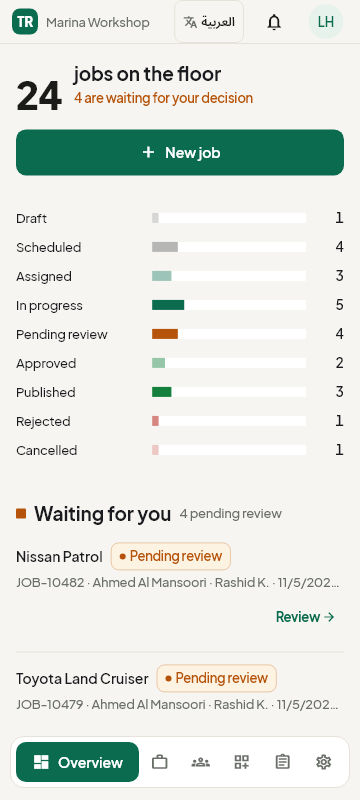 TR Marina Workshop العربية LH
24 jobs on the floor
4 are waiting for your decision
+ New job
Draft 1
Scheduled 4
Assigned 3
In progress 5
Pending review 4
Approved 2
Published 3
Rejected 1
Cancelled 1
Waiting for you 4 pending review
Nissan Patrol Pending review
JOB-10482 · Ahmed Al Mansoori · Rashid K. · 11/5/202...
Review →
Toyota Land Cruiser Pending review
JOB-10479 · Ahmed Al Mansoori · Rashid K. · 11/5/202...
Overview